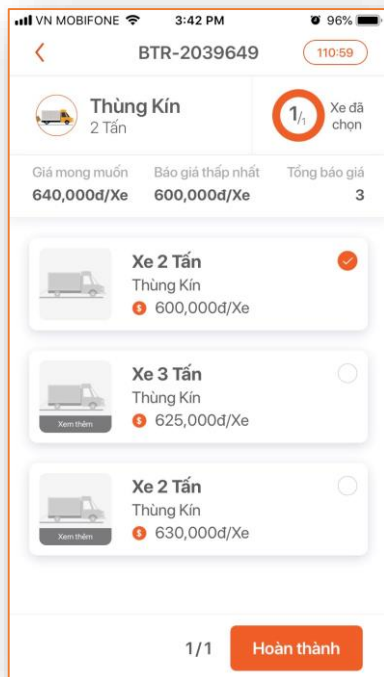 VN MOBIFONE 3:42 PM 96%
BTR-2039649 110:59
Thùng Kín
2 Tấn
1/1
Xe đã
chọn
Giá mong muốn Báo giá thấp nhất Tổng báo giá
640,000đ/Xe 600,000đ/Xe 3
Xe 2 Tấn
Thùng Kín
$ 600,000đ/Xe
Xe 3 Tấn
Thùng Kín
Xem thêm
$ 625,000đ/Xe
Xe 2 Tấn
Thùng Kín
Xem thêm
$ 630,000đ/Xe
1/1 Hoàn thành